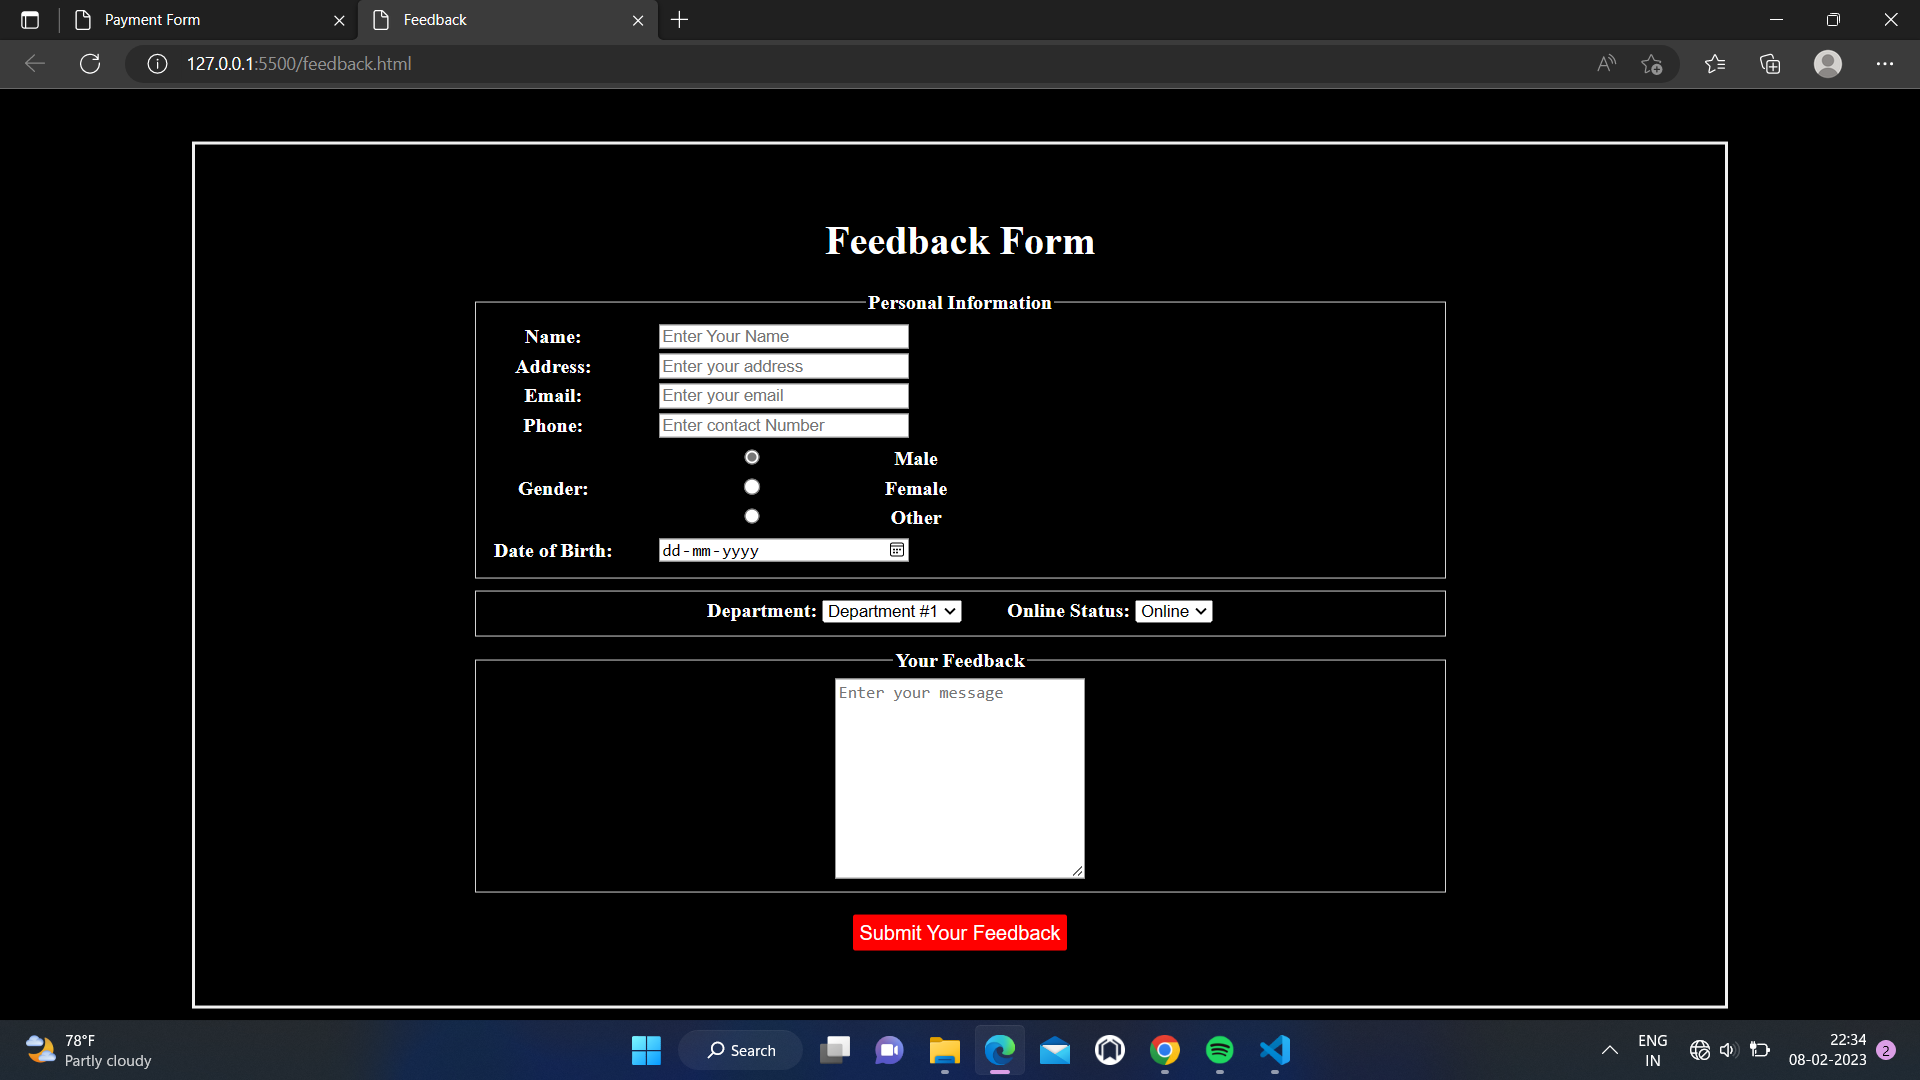 Payment Form
Feedback
127.0.0.1:5500/feedback.html
Feedback Form
Personal Information
Name: Enter Your Name
Address: Enter your address
Email: Enter your email
Phone: Enter contact Number
Male
Gender: Female
Other
Date of Birth: dd-mm-yyyy
Department: Department #1 Online Status: Online
Your Feedback
Enter your message
Submit Your Feedback
78°F
Partly cloudy
Search
ENG
IN
22:34
08-02-2023
2